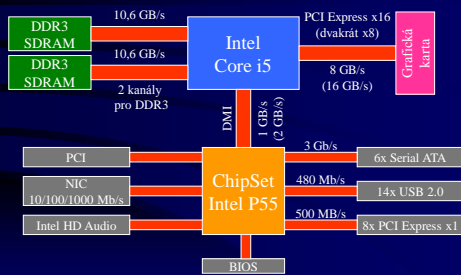 DDR3
SDRAM
10,6 GB/s
DDR3
SDRAM
10,6 GB/s
2 kanály
pro DDR3
Intel
Core i5
PCI Express x16
(dvakrát x8)
8 GB/s
(16 GB/s)
Grafická
karta
DMI
1 GB/s
(2 GB/s)
PCI
NIC
10/100/1000 Mb/s
Intel HD Audio
ChipSet
Intel P55
3 Gb/s
6x Serial ATA
480 Mb/s
14x USB 2.0
500 MB/s
8x PCI Express x1
BIOS